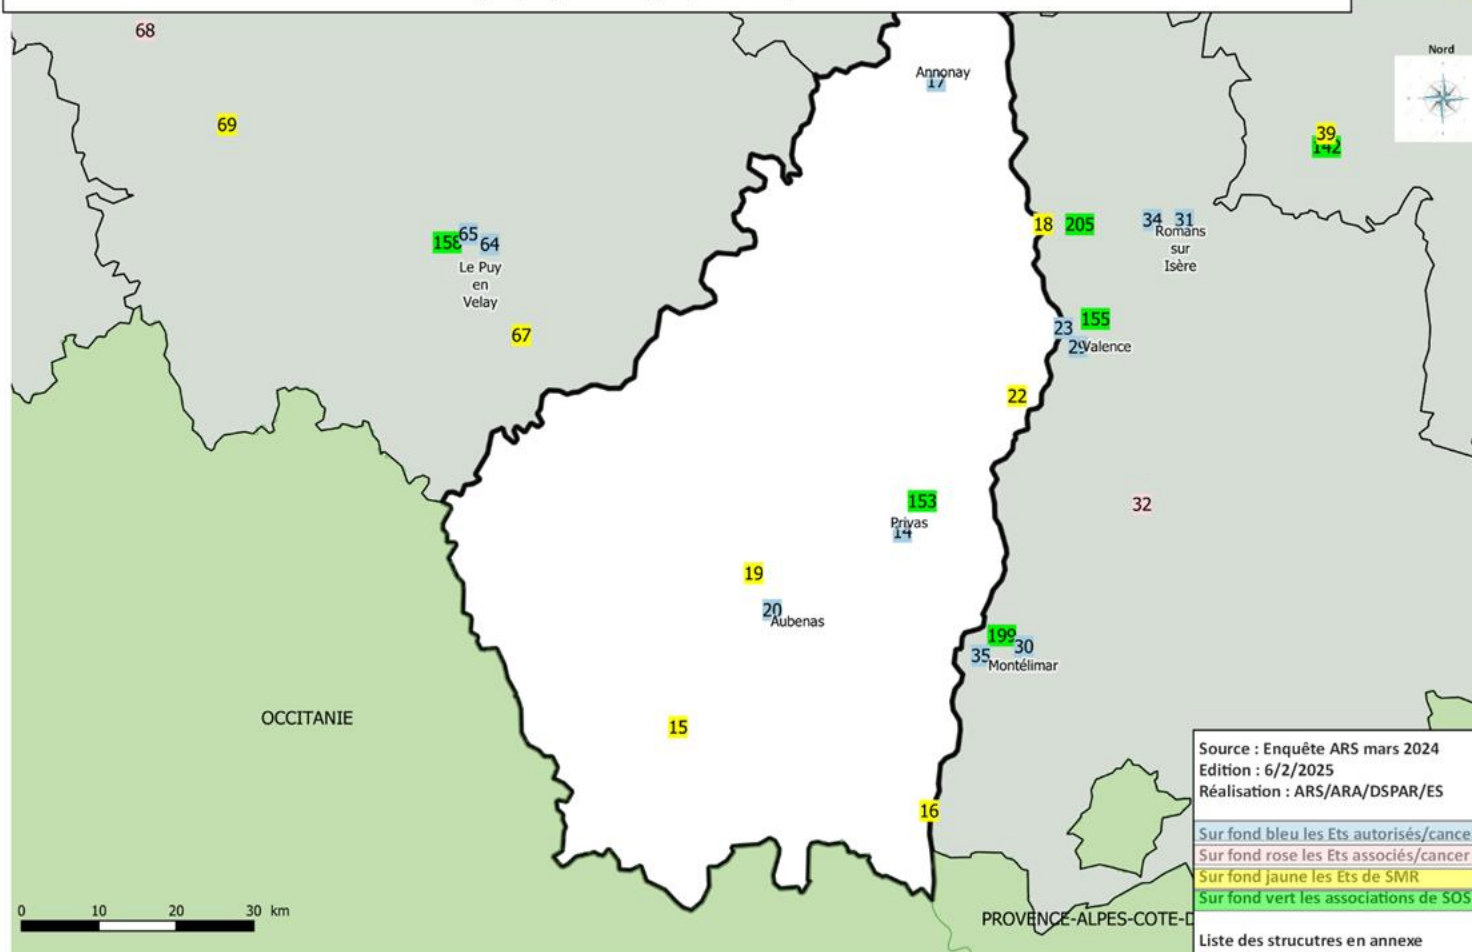 68
Nord
Annonay
17
69
39
142
18
205
34
31
Romans
sur
Isère
158
65
64
Le Puy
en
Velay
67
23
155
29
Valence
22
153
Privas
14
32
19
20
Aubenas
199
30
35
Montélimar
15
OCCITANIE
16
Source : Enquête ARS mars 2024
Edition : 6/2/2025
Réalisation : ARS/ARA/DSPAR/ES
Sur fond bleu les Ets autorisés/cance
Sur fond rose les Ets associés/cancer
Sur fond jaune les Ets de SMR
Sur fond vert les associations de SOS
Liste des strucutres en annexe
0 10 20 30 km
PROVENCE-ALPES-COTE-D